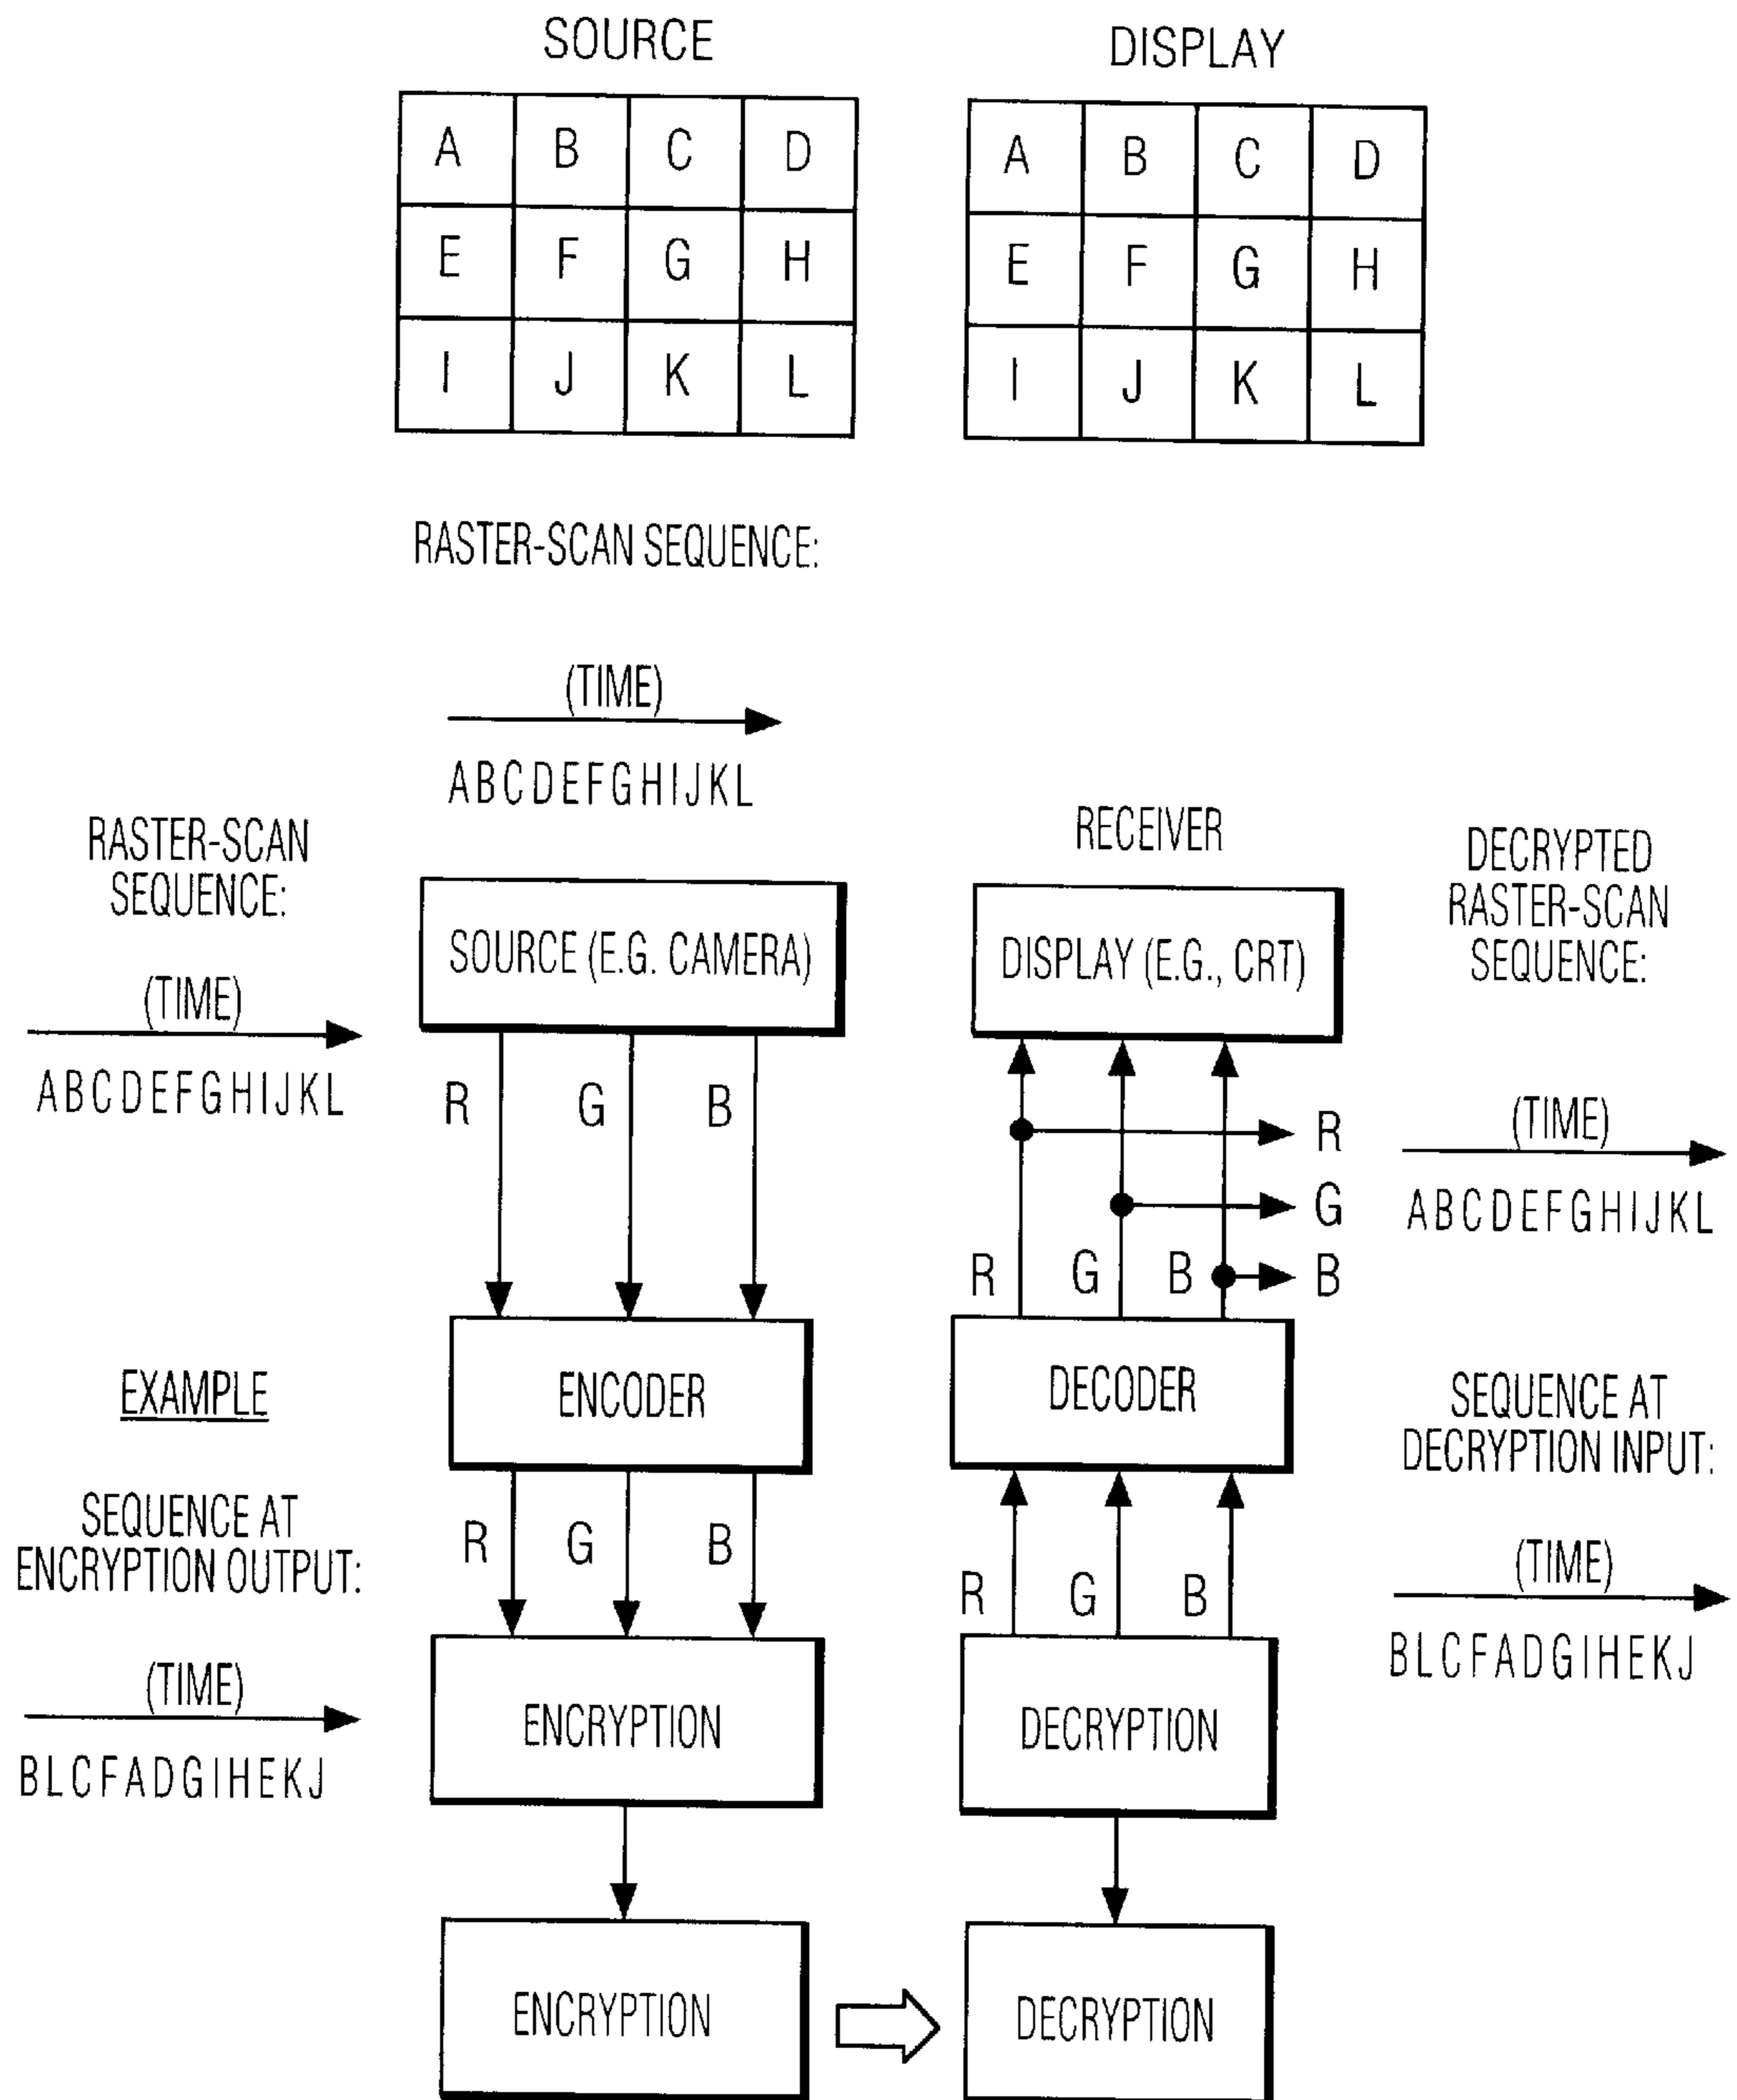 SOURCE
A B C D
E F G H
I J K L
DISPLAY
A B C D
E F G H
I J K L
RASTER-SCAN SEQUENCE:
(TIME)
ABCDEFGHIJKL
RASTER-SCAN
SEQUENCE:
(TIME)
ABCDEFGHIJKL
SOURCE (E.G. CAMERA)
R G B
ENCODER
EXAMPLE
SEQUENCE AT
ENCRYPTION OUTPUT:
(TIME)
BLCFADGIHEKJ
R G B
ENCRYPTION
ENCRYPTION
RECEIVER
DISPLAY (E.G., CRT)
R
G
B
R G B
DECODER
R G B
DECRYPTION
DECRYPTION
DECRYPTED
RASTER-SCAN
SEQUENCE:
(TIME)
ABCDEFGHIJKL
SEQUENCE AT
DECRYPTION INPUT:
(TIME)
BLCFADGIHEKJ